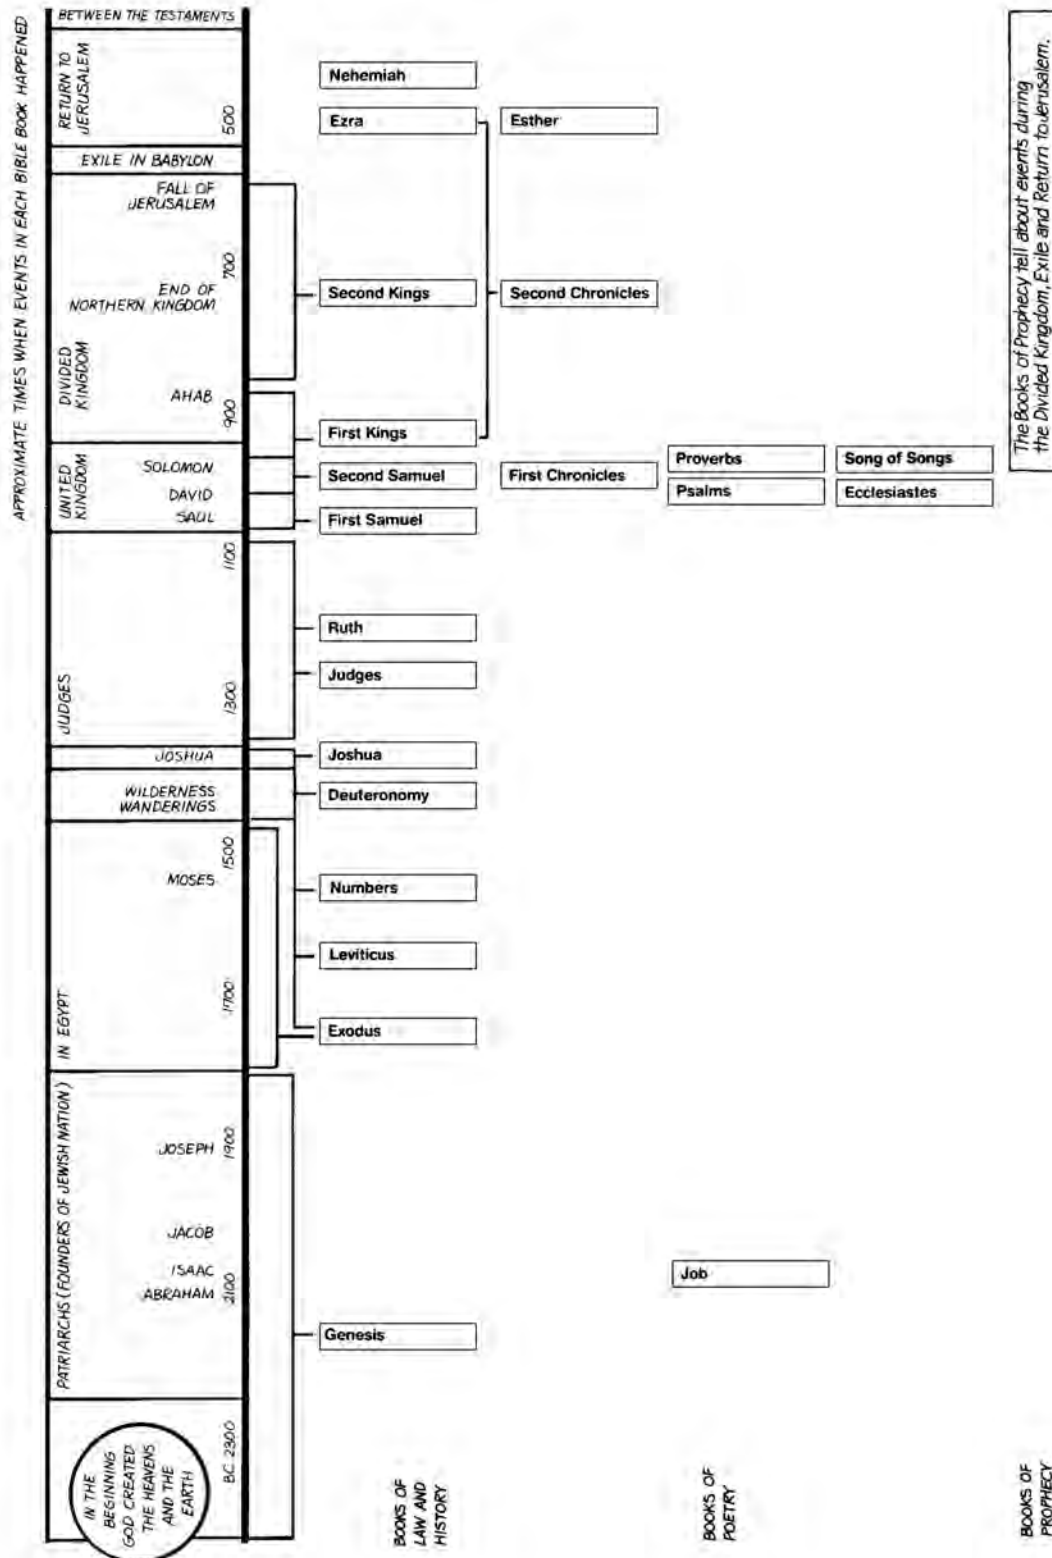 APPROXIMATE TIMES WHEN EVENTS IN EACH BIBLE BOOK HAPPENED
BETWEEN THE TESTAMENTS
RETURN TO
JERUSALEM
500
EXILE IN BABYLON
FALL OF
JERUSALEM
700
END OF
NORTHERN KINGDOM
DIVIDED
KINGDOM
AHAB
900
UNITED
KINGDOM
SOLOMON
DAVID
SAUL
1100
JUDGES
1300
JOSHUA
WILDERNESS
WANDERINGS
1500
MOSES
1700
IN EGYPT
PATRIARCHS (FOUNDERS OF JEWISH NATION)
JOSEPH
1900
JACOB
ISAAC
ABRAHAM
2100
BC 2300
IN THE
BEGINNING
GOD CREATED
THE HEAVENS
AND THE
EARTH
Nehemiah
Ezra
Esther
Second Kings
Second Chronicles
First Kings
Second Samuel
First Chronicles
Proverbs
Song of Songs
Psalms
Ecclesiastes
First Samuel
Ruth
Judges
Joshua
Deuteronomy
Numbers
Leviticus
Exodus
Job
Genesis
BOOKS OF
LAW AND
HISTORY
BOOKS OF
POETRY
BOOKS OF
PROPHECY
The Books of Prophecy tell about events during
the Divided Kingdom, Exile and Return to Jerusalem.